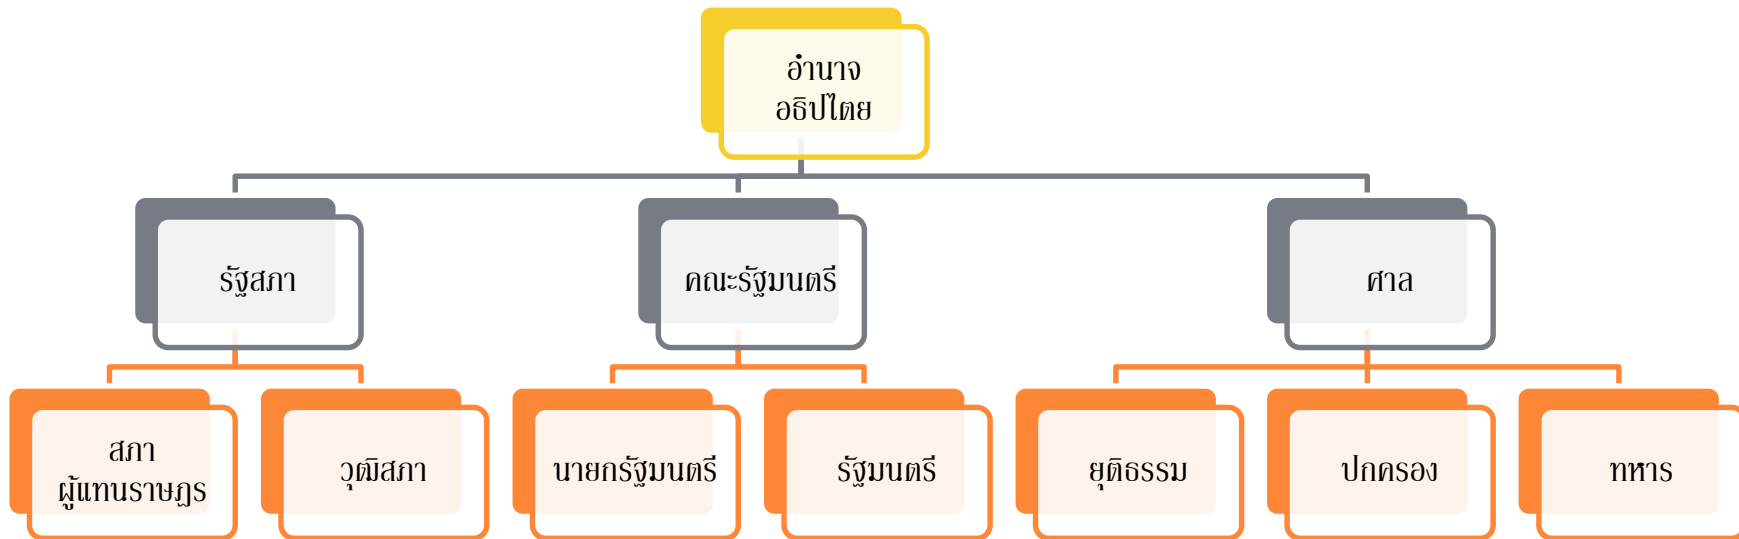 อำนาจ
อธิปไตย
รัฐสภา
คณะรัฐมนตรี
ศาล
สภา
ผู้แทนราษฎร
วุฒิสภา
นายกรัฐมนตรี
รัฐมนตรี
ยุติธรรม
ปกครอง
ทหาร